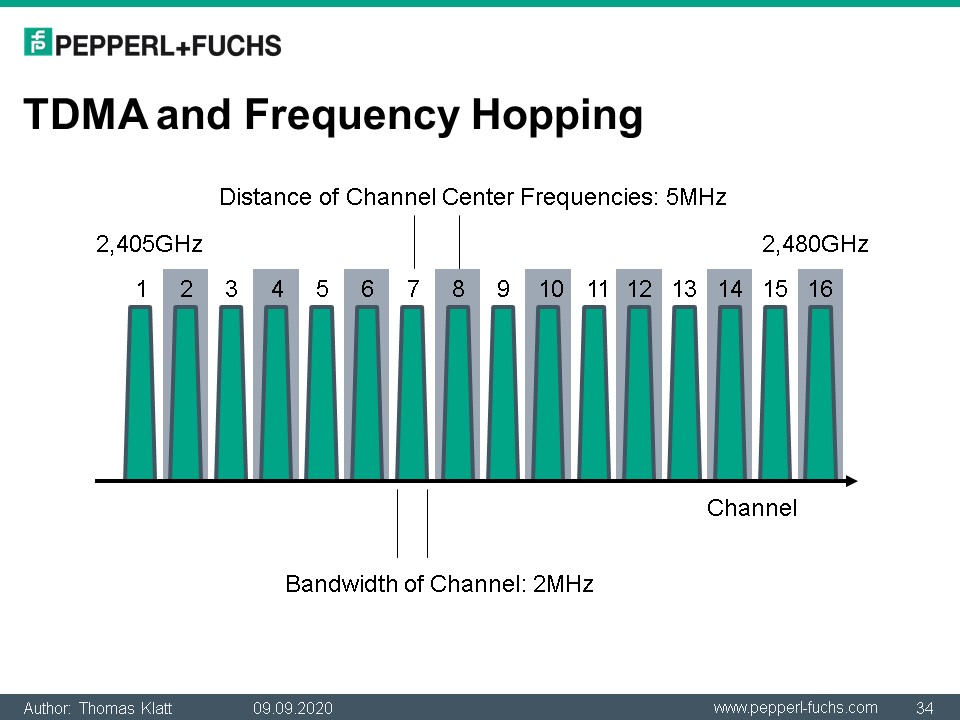 PEPPERL+FUCHS
TDMA and Frequency Hopping
Distance of Channel Center Frequencies: 5MHz
2,405GHz 2,480GHz
1 2 3 4 5 6 7 8 9 10 11 12 13 14 15 16
Channel
Bandwidth of Channel: 2MHz
Author: Thomas Klatt 09.09.2020 www.pepperl-fuchs.com 34